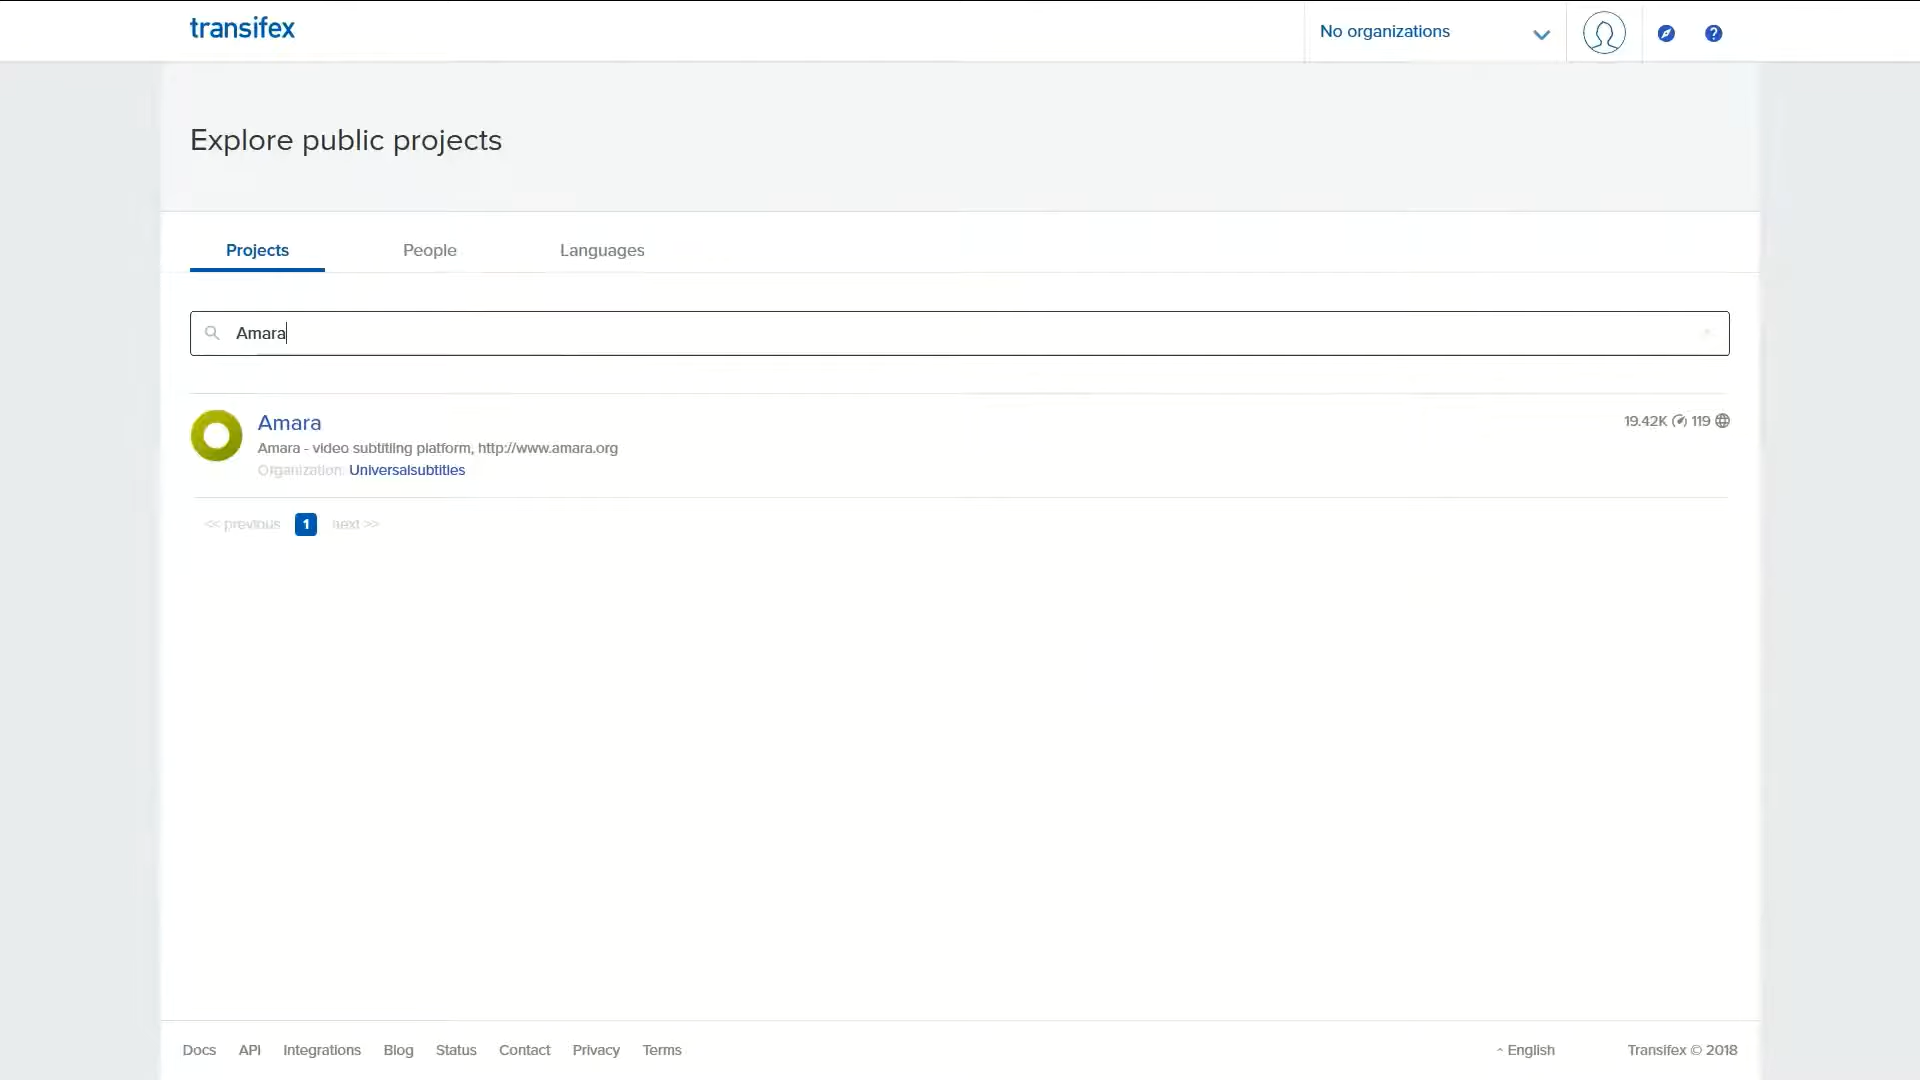 transifex
No organizations
?
Explore public projects
Projects People Languages
Amara
Amara
19.42K 119
Amara - video subtitling platform, http://www.amara.org
Organization: Universalsubtitles
<< previous 1 next >>
Docs API Integrations Blog Status Contact Privacy Terms
English Transifex © 2018